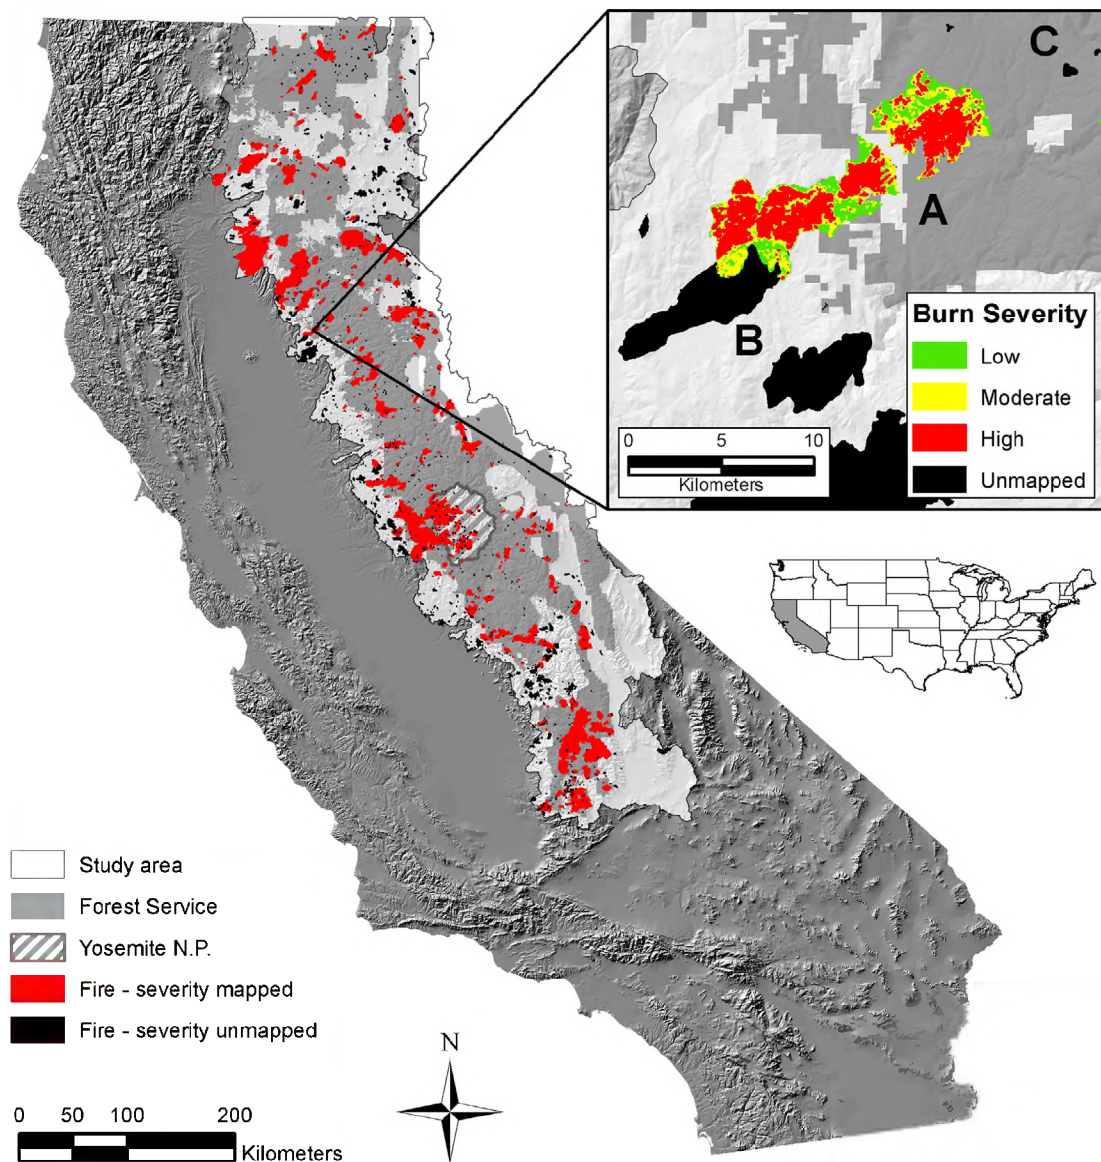 C
A
B
Burn Severity
Low
Moderate
High
Unmapped
0 5 10
Kilometers
Study area
Forest Service
Yosemite N.P.
Fire - severity mapped
Fire - severity unmapped
N
0 50 100 200
Kilometers